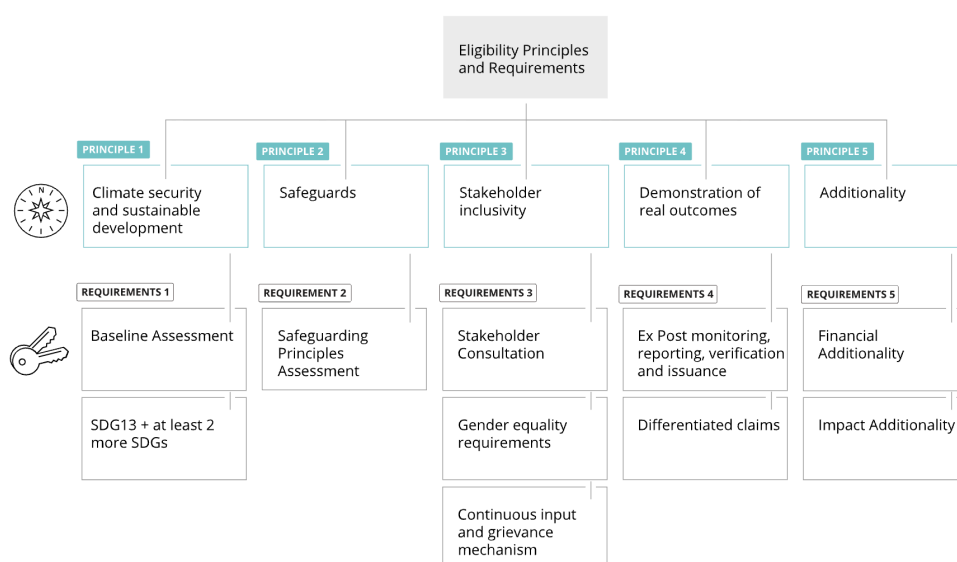 Eligibility Principles
and Requirements
PRINCIPLE 1
PRINCIPLE 2
PRINCIPLE 3
PRINCIPLE 4
PRINCIPLE 5
N
Climate security
and sustainable
development
Safeguards
Stakeholder
inclusivity
Demonstration of
real outcomes
Additionality
REQUIREMENTS 1
REQUIREMENT 2
REQUIREMENTS 3
REQUIREMENTS 4
REQUIREMENTS 5
Baseline Assessment
Safeguarding
Principles
Assessment
Stakeholder
Consultation
Ex Post monitoring,
reporting, verification
and issuance
Financial
Additionality
SDG13 + at least 2
more SDGs
Gender equality
requirements
Differentiated claims
Impact Additionality
Continuous input
and grievance
mechanism